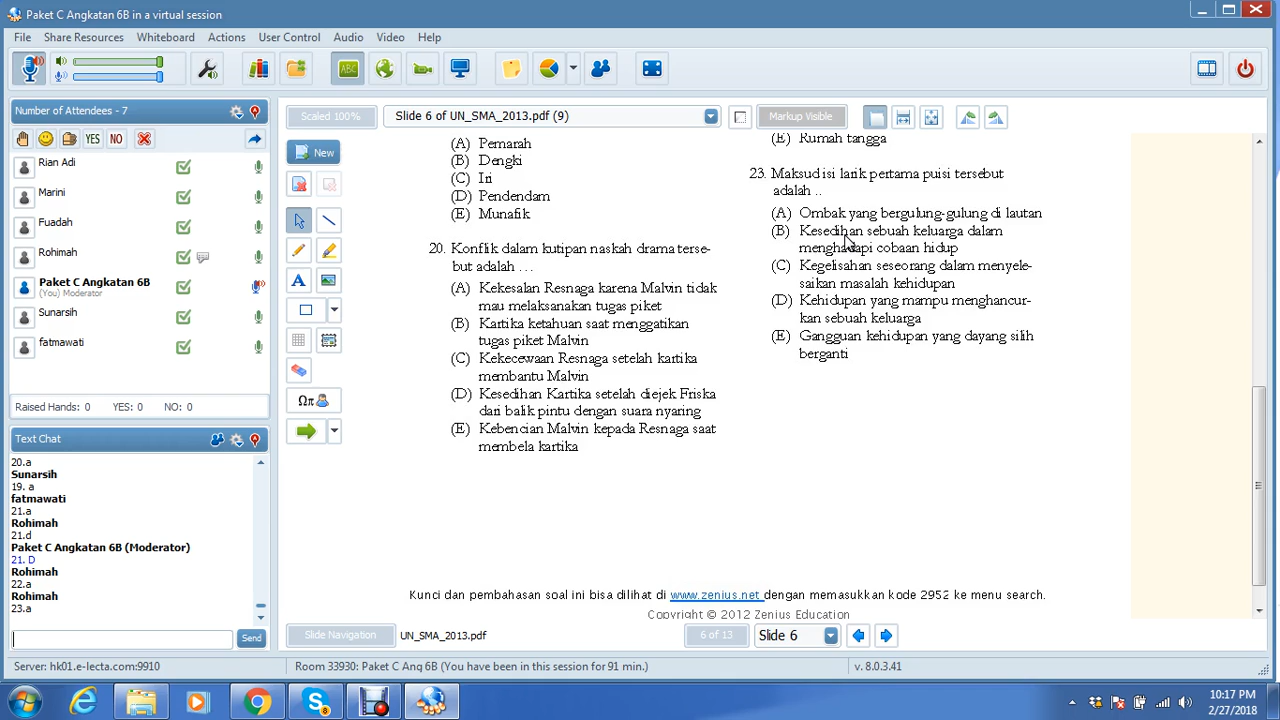 Paket C Angkatan 6B in a virtual session
File Share Resources Whiteboard Actions User Control Audio Video Help
ABC
Number of Attendees - 7
YES NO
Rian Adi
Marini
Fuadah
Rohimah
Paket C Angkatan 6B
(You) Moderator
Sunarsih
fatmawati
Raised Hands: 0 YES: 0 NO: 0
Text Chat
20.a
Sunarsih
19. a
fatmawati
21.a
Rohimah
21.d
Paket C Angkatan 6B (Moderator)
21. D
Rohimah
22.a
Rohimah
23.a
Send
Scaled 100%
Slide 6 of UN_SMA_2013.pdf (9)
Markup Visible
New
A
Ωπ
(A) Pemarah
(B) Dengki
(C) Iri
(D) Pendendam
(E) Munafik
20. Konflik dalam kutipan naskah drama terse-
but adalah ...
(A) Kekesalan Resnaga karena Malvin tidak
mau melaksanakan tugas piket
(B) Kartika ketahuan saat menggatikan
tugas piket Malvin
(C) Kekecewaan Resnaga setelah kartika
membantu Malvin
(D) Kesedihan Kartika setelah diejek Friska
dari balik pintu dengan suara nyaring
(E) Kebencian Malvin kepada Resnaga saat
membela kartika
(E) Rumah tangga
23. Maksud isi larik pertama puisi tersebut
adalah ..
(A) Ombak yang bergulung-gulung di lautan
(B) Kesedihan sebuah keluarga dalam
menghadapi cobaan hidup
(C) Kegelisahan seseorang dalam menyele-
saikan masalah kehidupan
(D) Kehidupan yang mampu menghancur-
kan sebuah keluarga
(E) Gangguan kehidupan yang dayang silih
berganti
Kunci dan pembahasan soal ini bisa dilihat di www.zenius.net dengan memasukkan kode 2952 ke menu search.
Copyright © 2012 Zenius Education
Slide Navigation UN_SMA_2013.pdf 6 of 13 Slide 6
Server: hk01.e-lecta.com:9910 Room 33930: Paket C Ang 6B (You have been in this session for 91 min.) v. 8.0.3.41
10:17 PM
2/27/2018